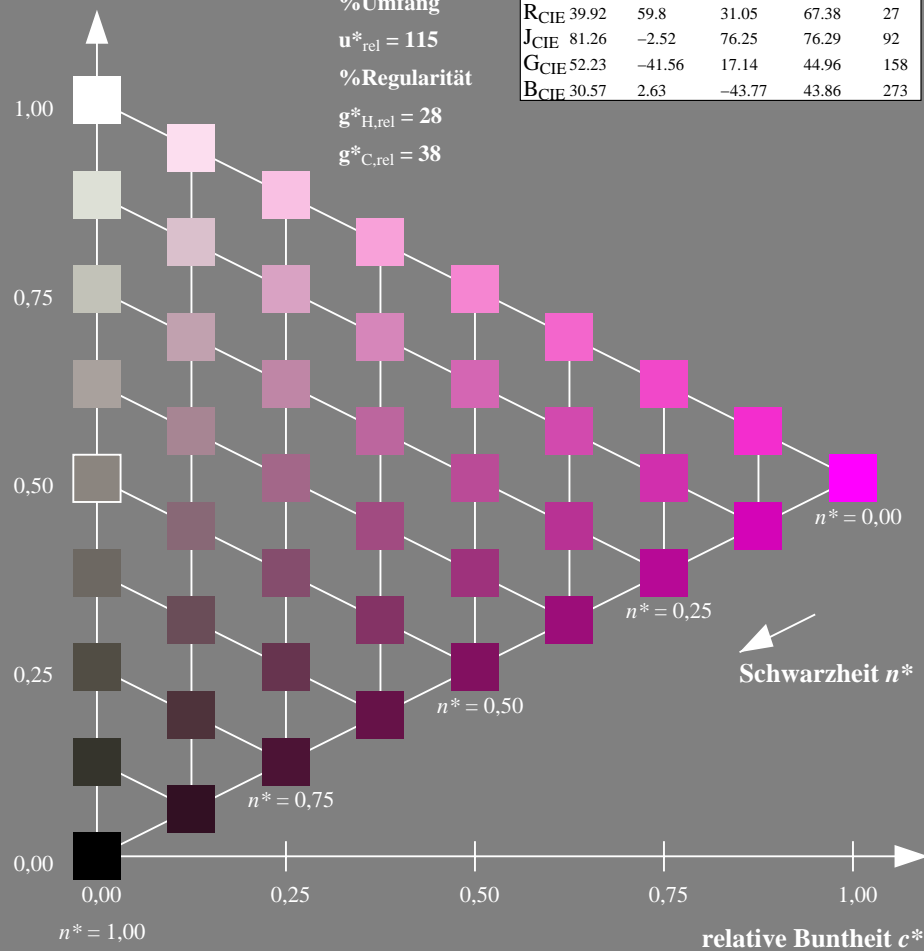 %Umfang
u*rel = 115
%Regularität
g*H,rel = 28
g*C,rel = 38
RCIE 39.92 59.8 31.05 67.38 27
JCIE 81.26 −2.52 76.25 76.29 92
GCIE 52.23 −41.56 17.14 44.96 158
BCIE 30.57 2.63 −43.77 43.86 273
1,00
0,75
0,50
n* = 0,00
n* = 0,25
Schwarzheit n*
0,25
n* = 0,50
n* = 0,75
0,00
0,00 0,25 0,50 0,75 1,00
n* = 1,00
relative Buntheit c*